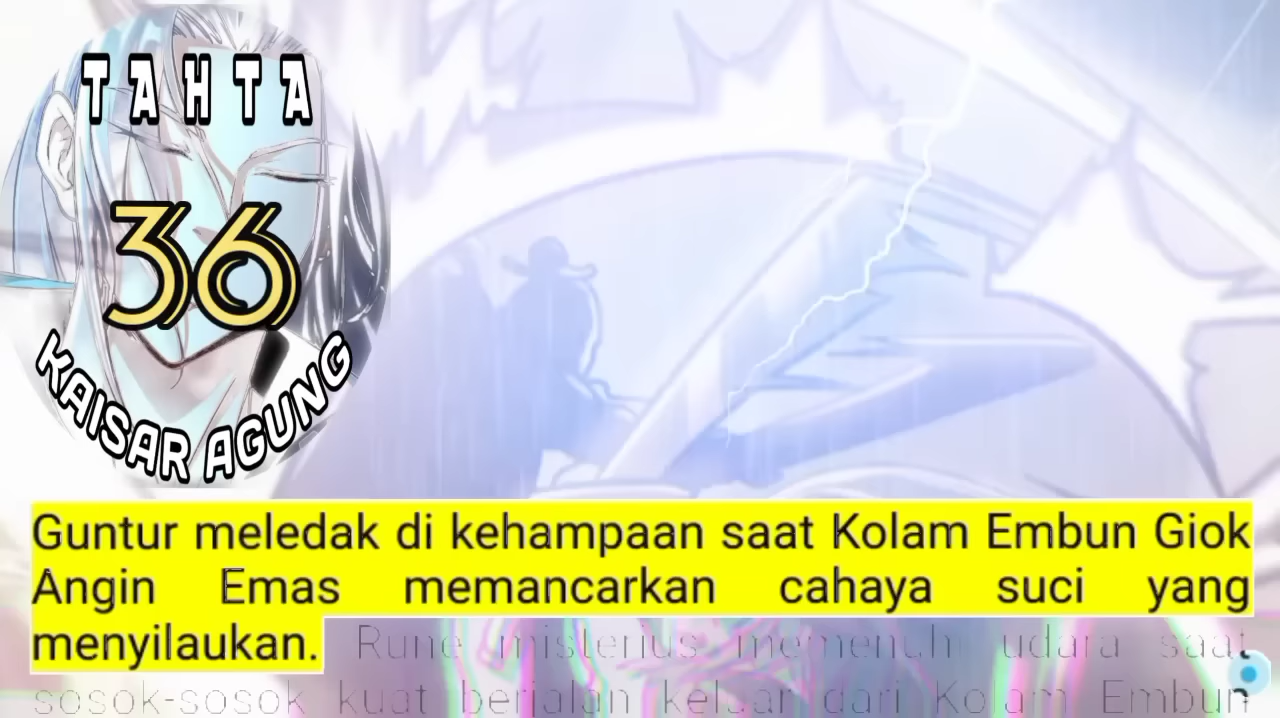 TAHTA
36
KAISAR AGUNG
Guntur meledak di kehampaan saat Kolam Embun Giok
Angin Emas memancarkan cahaya suci yang
menyilaukan. Rune misterius memenuhi udara saat
sosok-sosok kuat berjalan keluar dari Kolam Embun